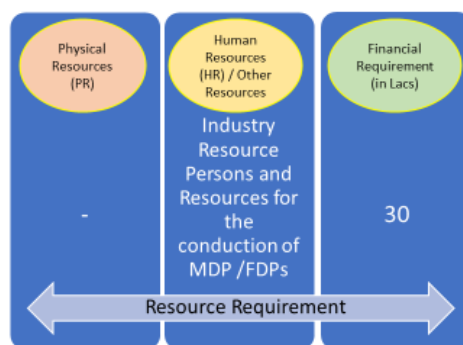 Physical
Resources
(PR)
Human
Resources
(HR) / Other
Resources
Financial
Requirement
(in Lacs)
-
Industry
Resource
Persons and
Resources for
the
conduction of
MDP /FDPs
30
Resource Requirement